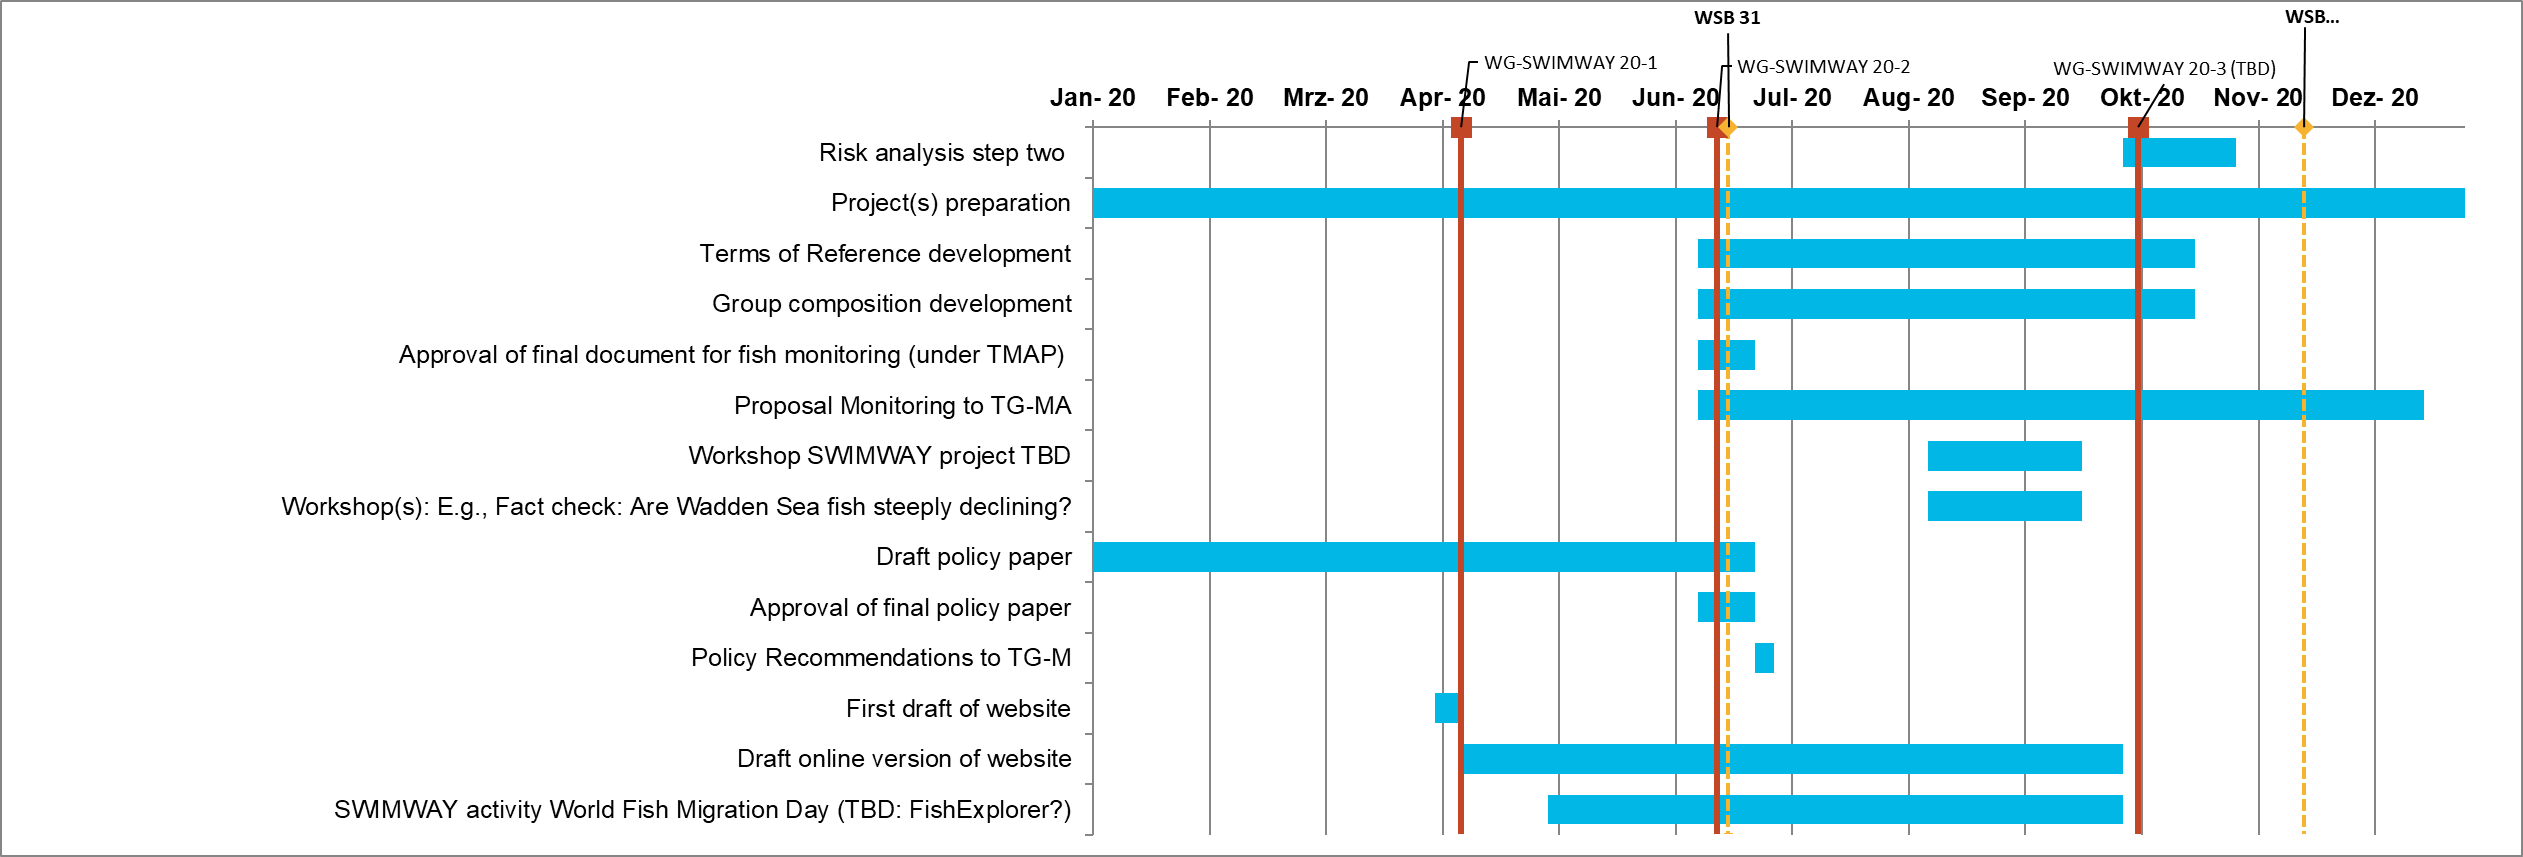 WSB 31
WSB...
WG-SWIMWAY 20-1
WG-SWIMWAY 20-2
WG-SWIMWAY 20-3 (TBD)
Jan- 20 Feb- 20 Mrz- 20 Apr- 20 Mai- 20 Jun- 20 Jul- 20 Aug- 20 Sep- 20 Okt- 20 Nov- 20 Dez- 20
Risk analysis step two
Project(s) preparation
Terms of Reference development
Group composition development
Approval of final document for fish monitoring (under TMAP)
Proposal Monitoring to TG-MA
Workshop SWIMWAY project TBD
Workshop(s): E.g., Fact check: Are Wadden Sea fish steeply declining?
Draft policy paper
Approval of final policy paper
Policy Recommendations to TG-M
First draft of website
Draft online version of website
SWIMWAY activity World Fish Migration Day (TBD: FishExplorer?)